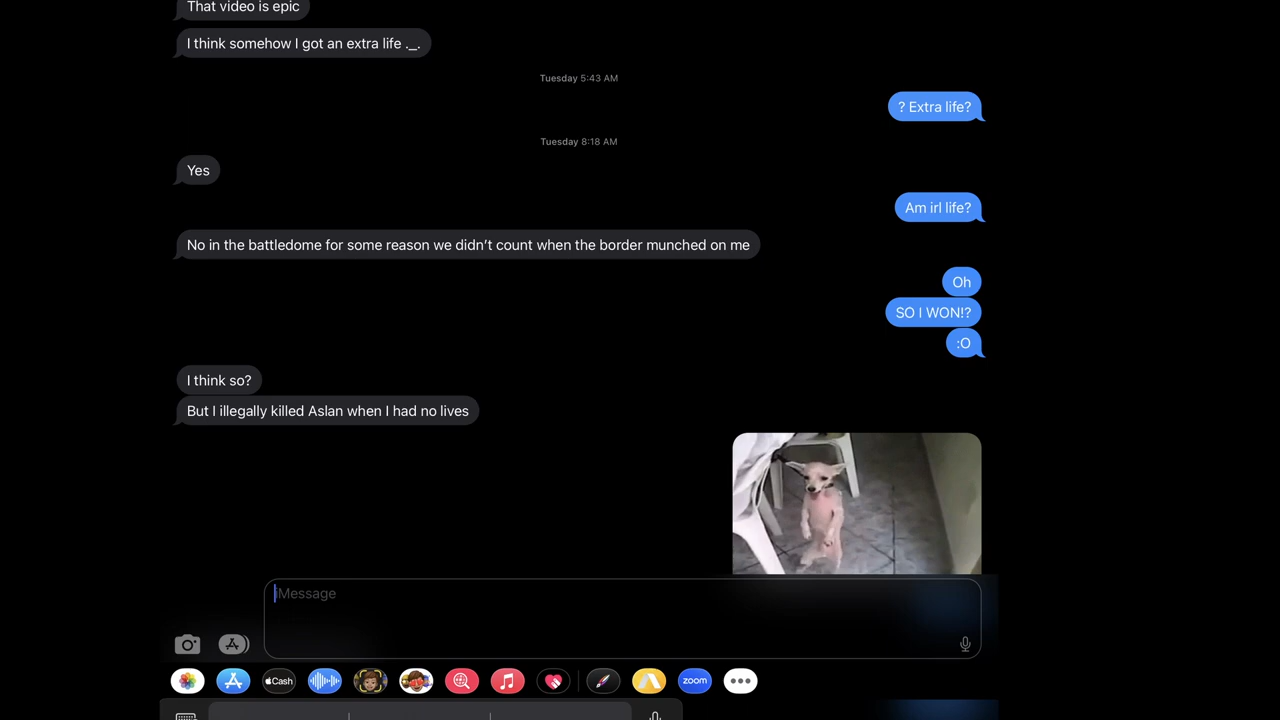 That video is epic
I think somehow I got an extra life ._.
Tuesday 5:43 AM
? Extra life?
Tuesday 8:18 AM
Yes
Am irl life?
No in the battledome for some reason we didn’t count when the border munched on me
Oh
SO I WON!?
:O
I think so?
But I illegally killed Aslan when I had no lives
iMessage
Cash
zoom